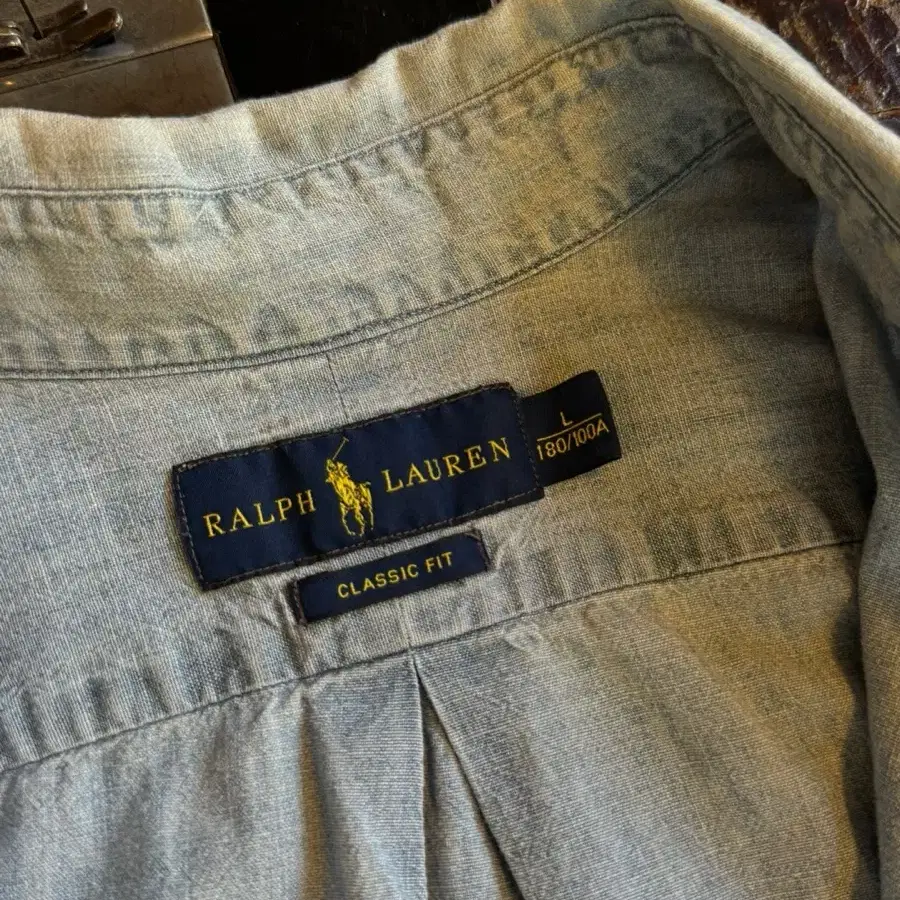 RALPH LAUREN
L
180/100A
CLASSIC FIT